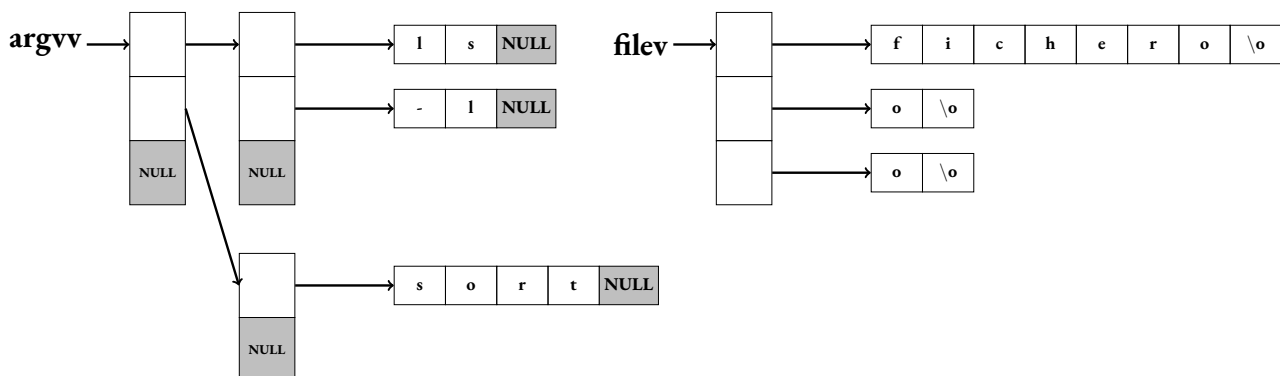 argvv
l s NULL
filev
f i c h e r o \o
- l NULL
o \o
NULL
NULL
o \o
s o r t NULL
NULL